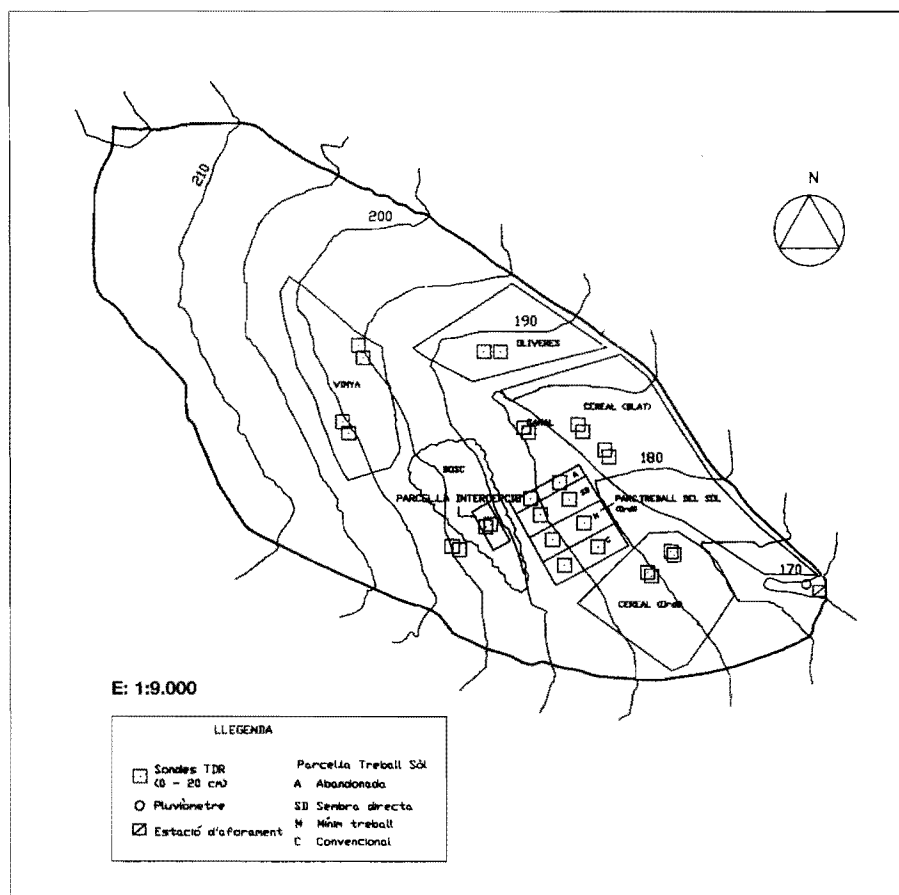 N
210
200
190
OLIVERES
VINYA
CEREAL (BLAT)
CANAL
180
BOSC
A
SD
PARCEL·LA INTERCEPCIÓ
PARC.TREBALL DEL SÒL
(Ordi)
M
C
170
CEREAL (Ordi)
E: 1:9.000
LLEGENDA
Sondes TDR
(0 - 20 cm)
Pluviòmetre
Estació d'aforament
Parcel·la Treball Sòl
A Abandonada
SD Sembra directa
M Mínim treball
C Convencional